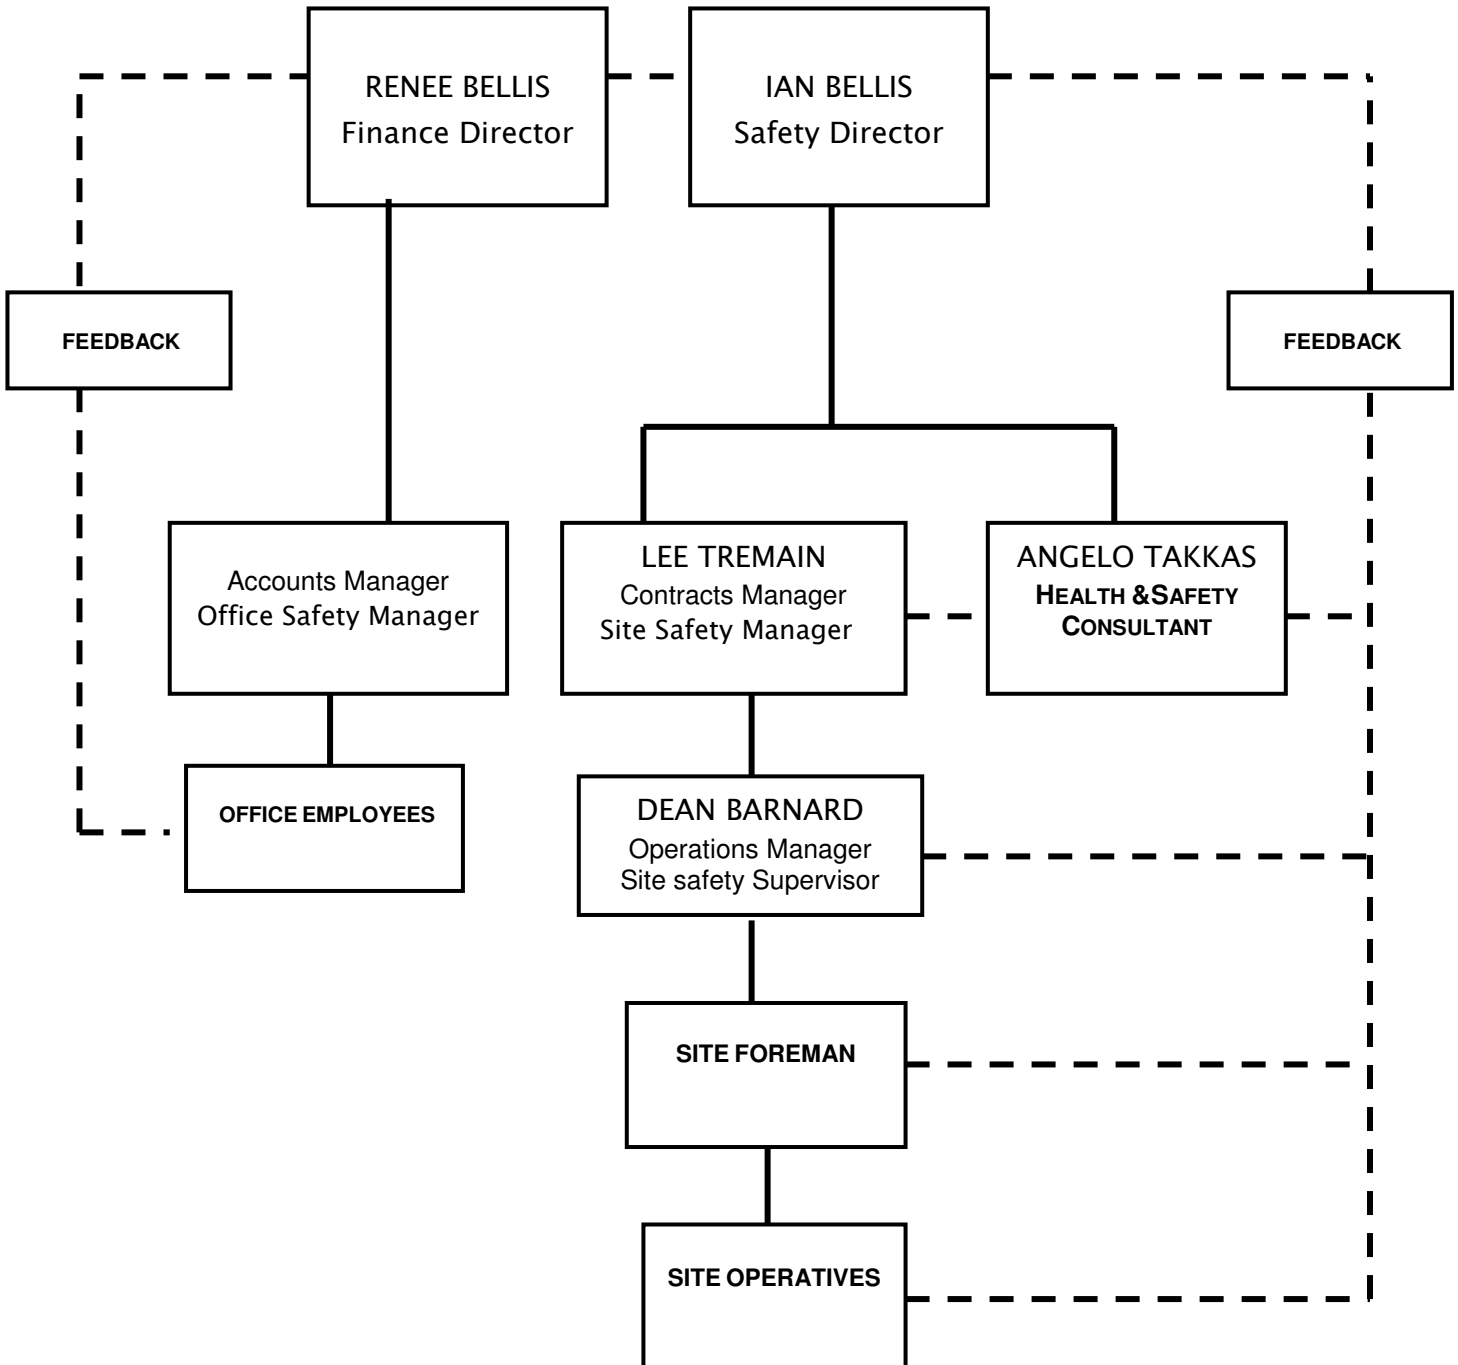 RENEE BELLIS
Finance Director
IAN BELLIS
Safety Director
FEEDBACK
FEEDBACK
Accounts Manager
Office Safety Manager
LEE TREMAIN
Contracts Manager
Site Safety Manager
ANGELO TAKKAS
HEALTH &SAFETY
CONSULTANT
OFFICE EMPLOYEES
DEAN BARNARD
Operations Manager
Site safety Supervisor
SITE FOREMAN
SITE OPERATIVES